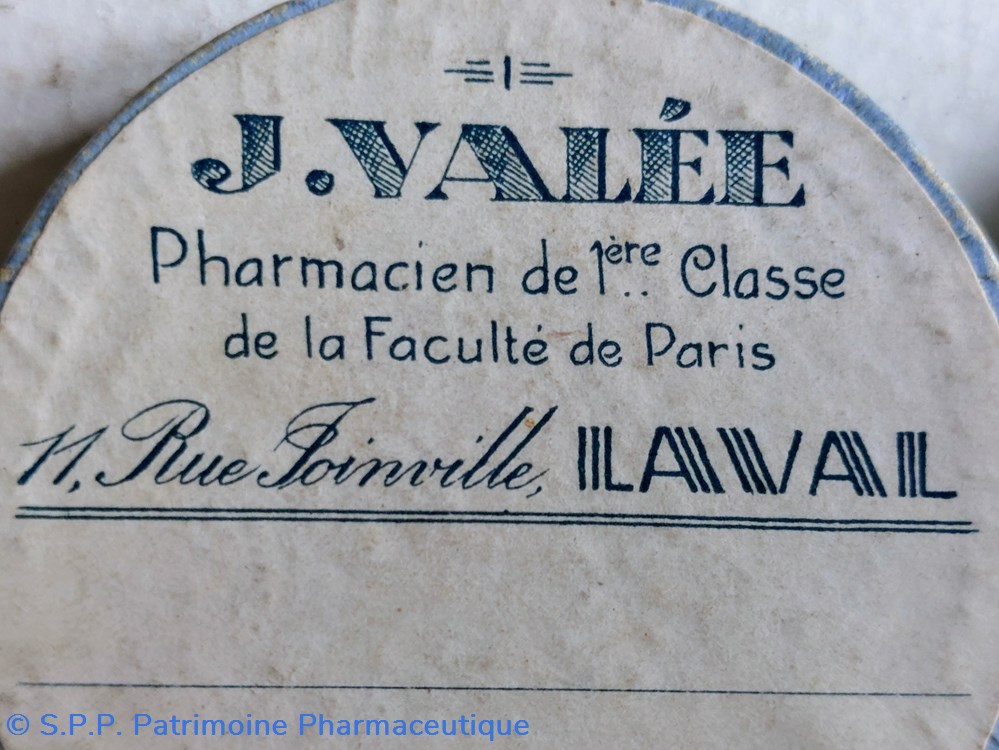 J. VALÉE
Pharmacien de 1ère Classe
de la Faculté de Paris
11, Rue Joinville, LAVAL
© S.P.P. Patrimoine Pharmaceutique